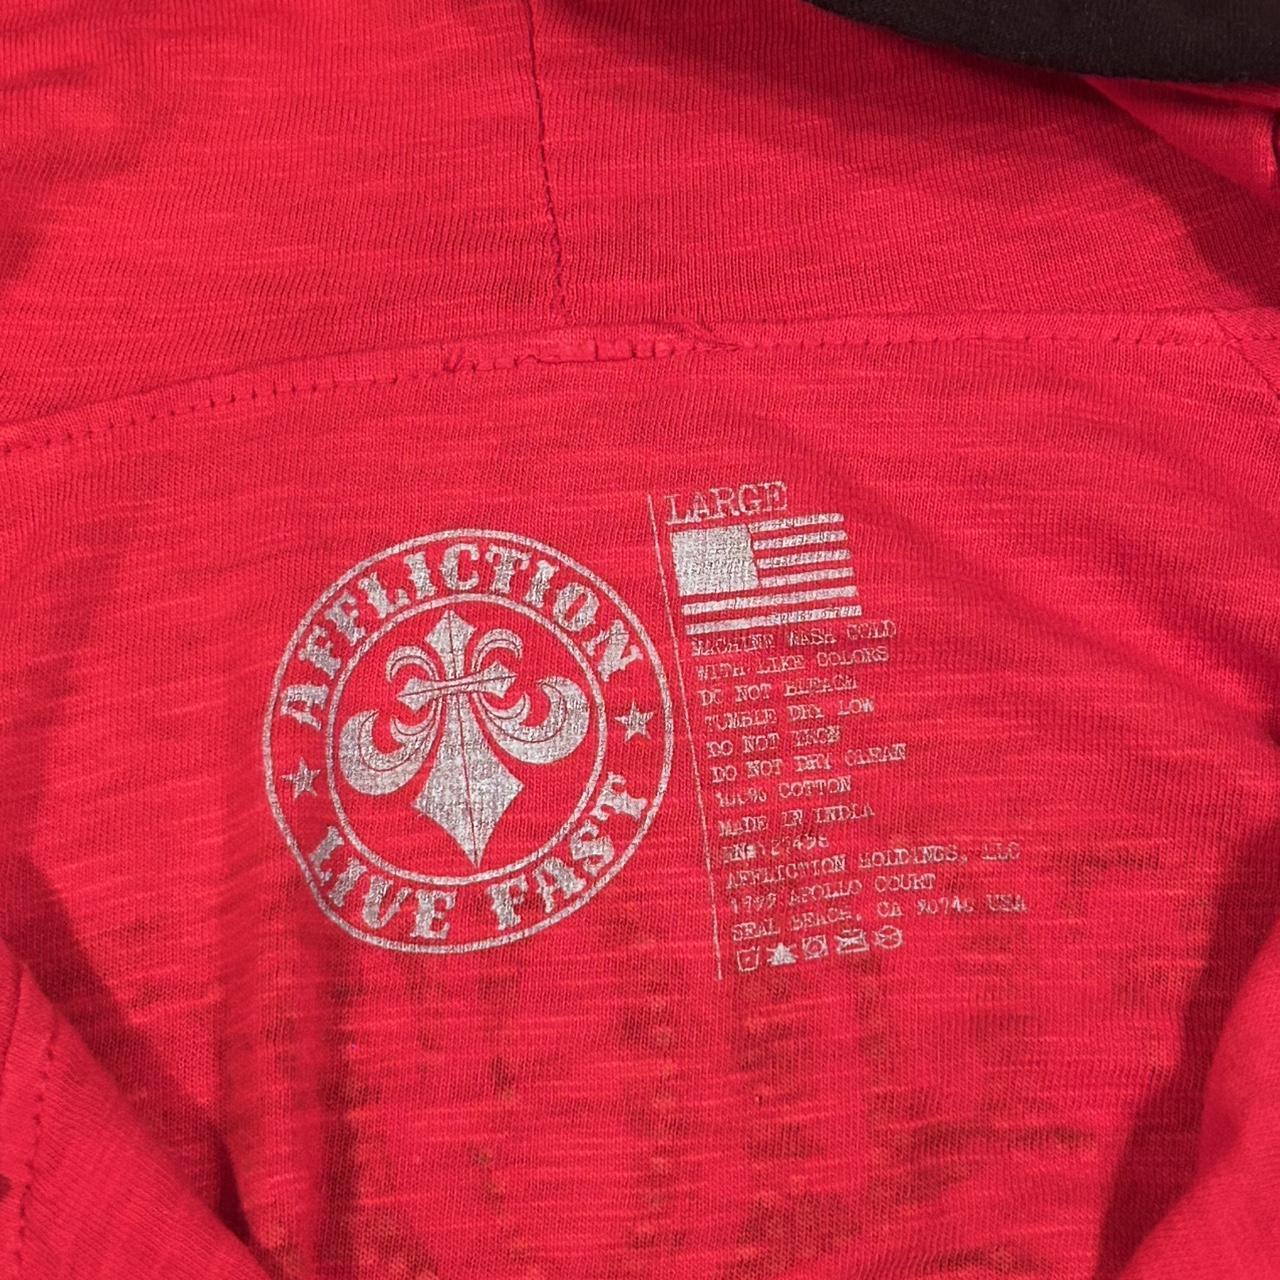 AFFLICTION
LIVE FAST
LARGE
MACHINE WASH COLD
WITH LIKE COLORS
DO NOT BLEACH
TUMBLE DRY LOW
DO NOT IRON
DO NOT DRY CLEAN
100% COTTON
MADE IN INDIA
AFFLICTION HOLDINGS, LLC
1799 APOLLO COURT
SEAL BEACH, CA 90740 USA